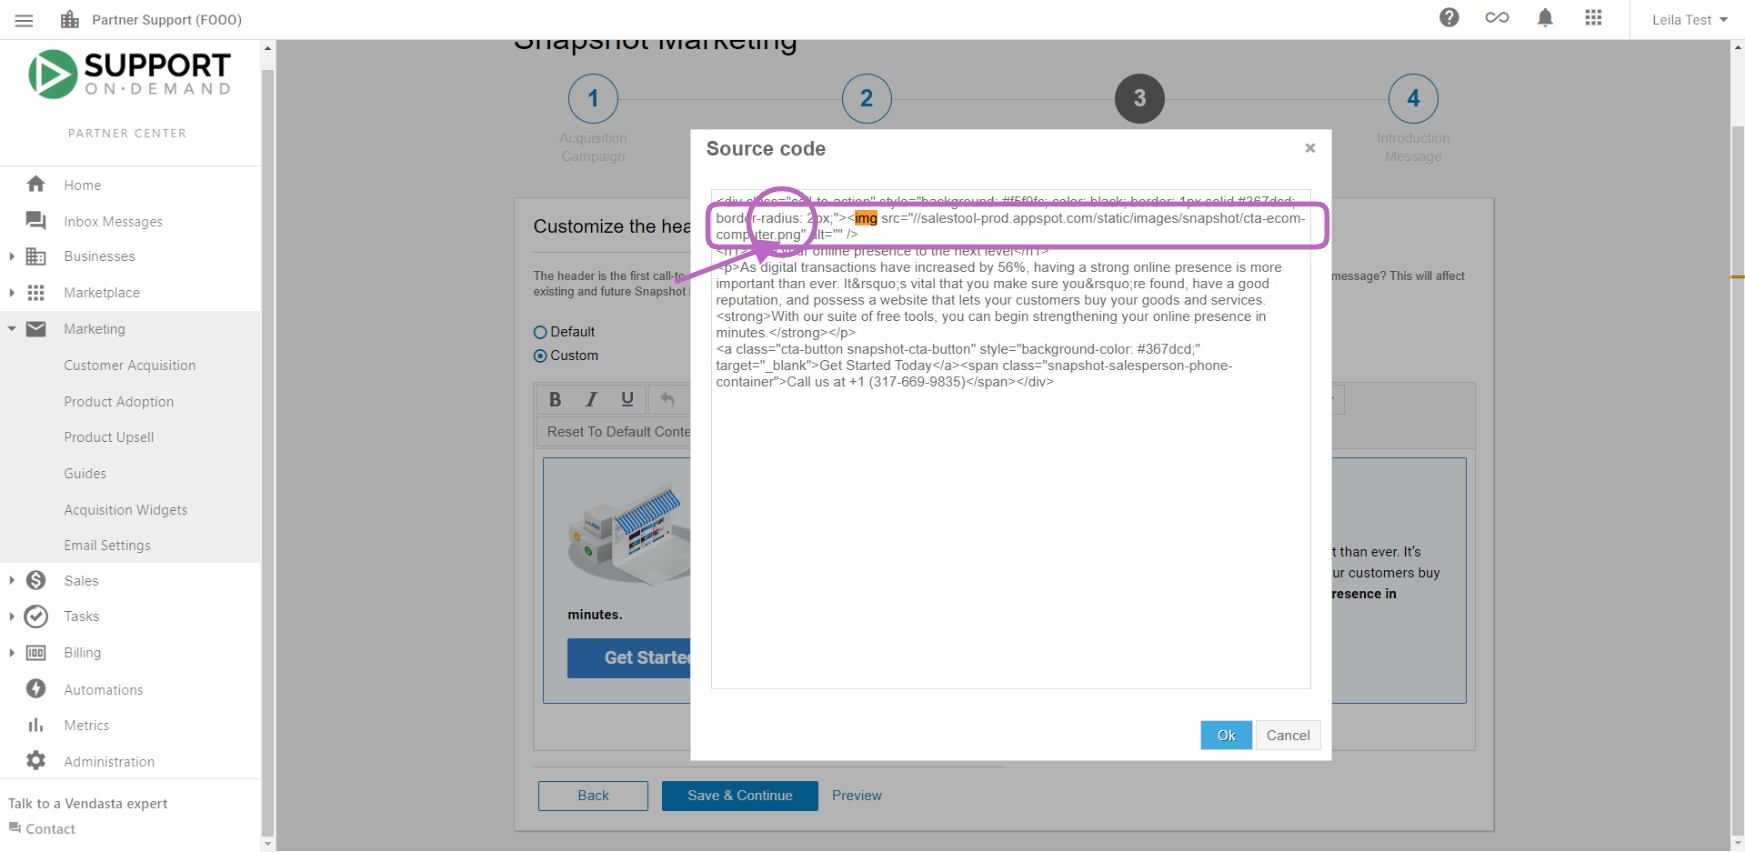 Partner Support (FOOO)
Leila Test
SUPPORT
ON·DEMAND
PARTNER CENTER
Home
Inbox Messages
Businesses
Marketplace
Marketing
Customer Acquisition
Product Adoption
Product Upsell
Guides
Acquisition Widgets
Email Settings
Sales
Tasks
Billing
Automations
Metrics
Administration
Talk to a Vendasta expert
Contact
Snapshot Marketing
1
2
3
4
Acquisition
Campaign
Introduction
Message
Customize the hea
The header is the first call-to
message? This will affect
existing and future Snapshot
Default
Custom
B I U
Reset To Default Conte
t than ever. It's
ur customers buy
resence in
minutes.
Get Started
Back
Save & Continue
Preview
Source code
×
<div class="call-to-action" style="background: #f5f9fc; color: black; border: 1px solid #367dcd;
border-radius: 2px;"><img src="//salestool-prod.appspot.com/static/images/snapshot/cta-ecom-
computer.png" alt="" />
your online presence to the next level</h1>
<p>As digital transactions have increased by 56%, having a strong online presence is more
important than ever. It&rsquo;s vital that you make sure you&rsquo;re found, have a good
reputation, and possess a website that lets your customers buy your goods and services.
<strong>With our suite of free tools, you can begin strengthening your online presence in
minutes.</strong></p>
<a class="cta-button snapshot-cta-button" style="background-color: #367dcd;"
target="_blank">Get Started Today</a><span class="snapshot-salesperson-phone-
container">Call us at +1 (317-669-9835)</span></div>
Ok
Cancel